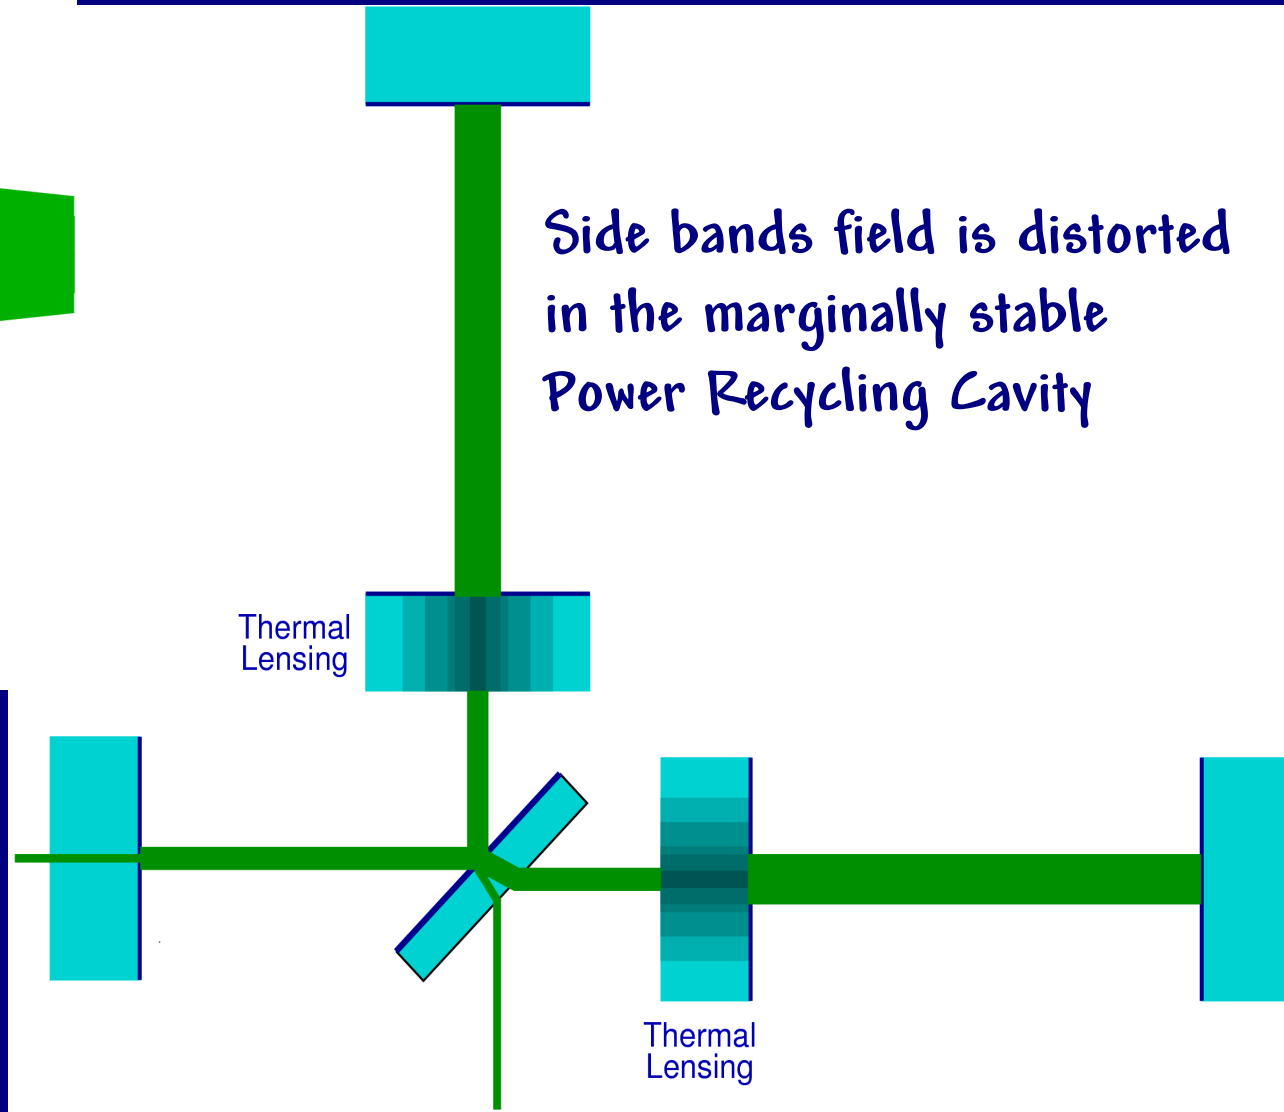 Side bands field is distorted
in the marginally stable
Power Recycling Cavity
Thermal
Lensing
Thermal
Lensing